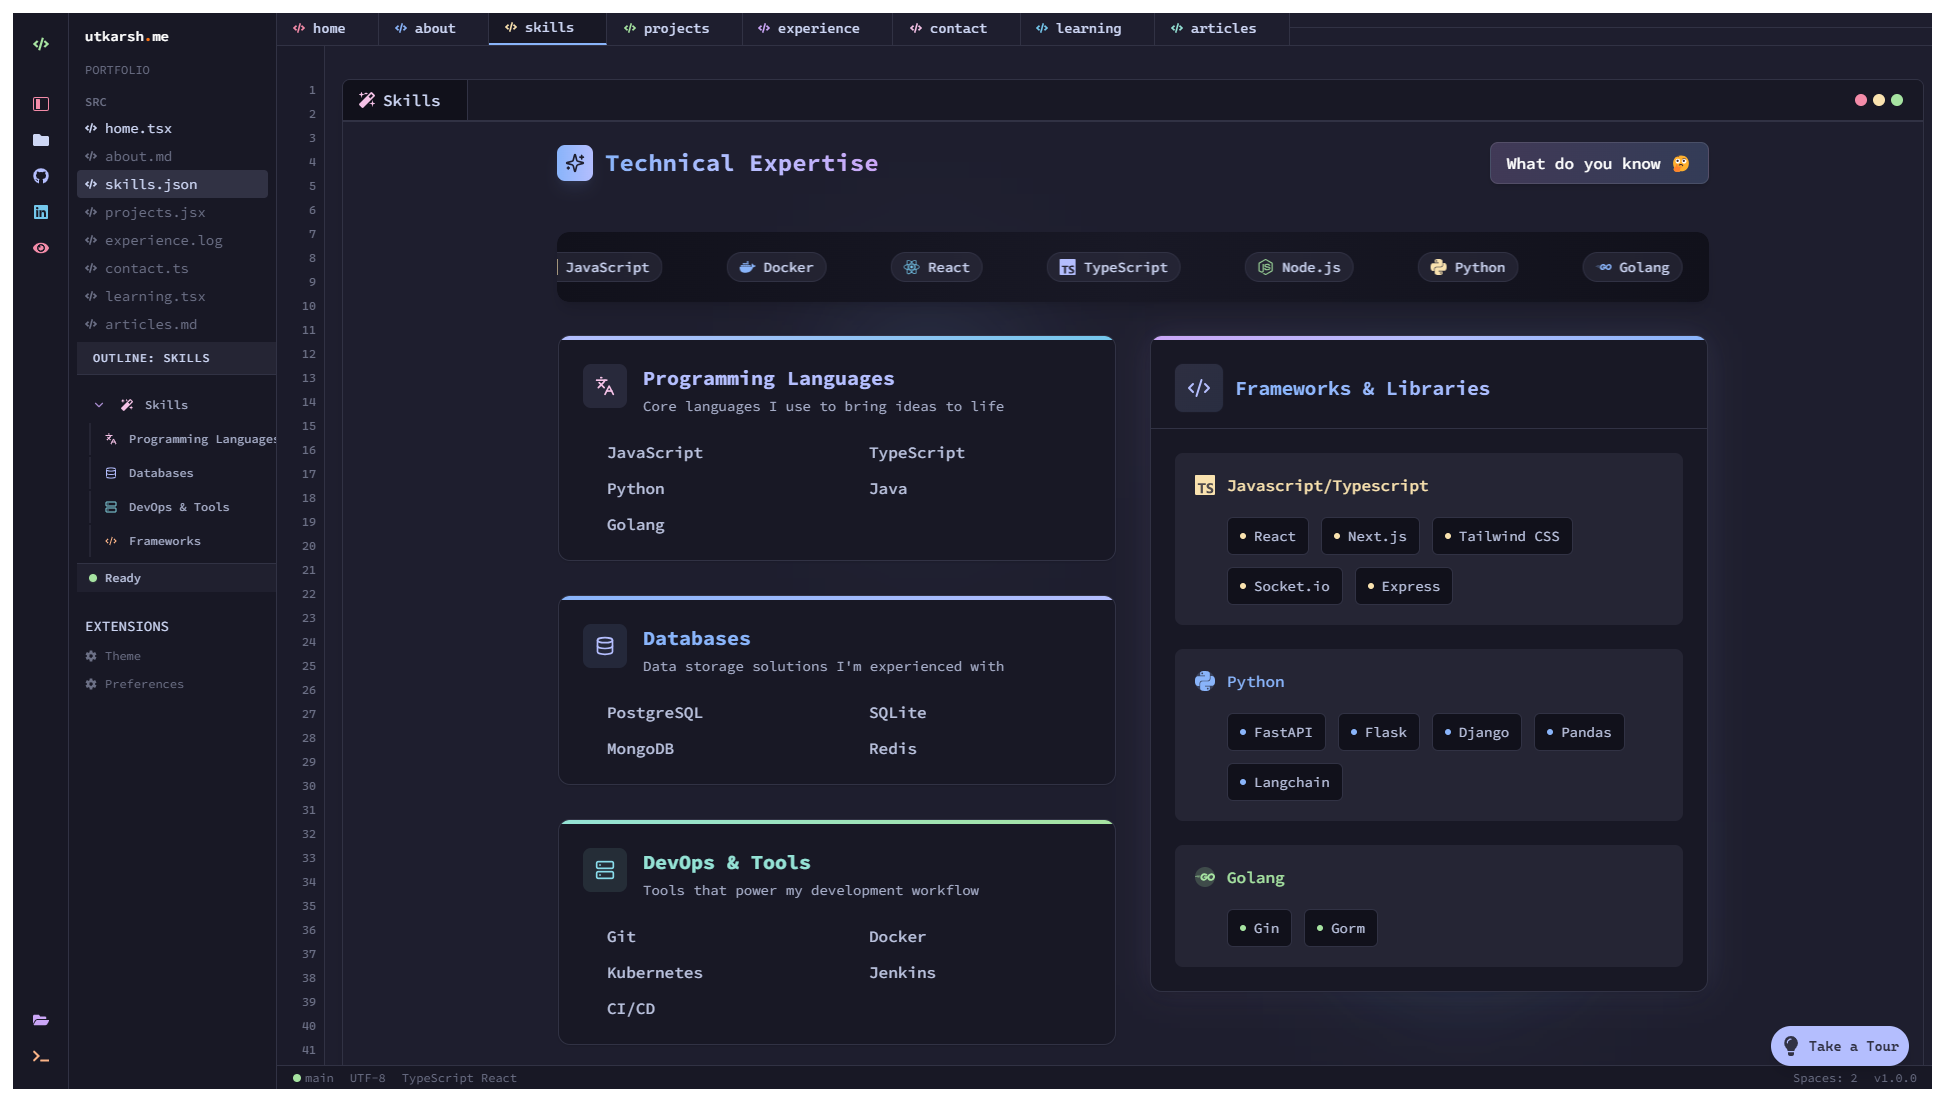 utkarsh.me
PORTFOLIO
SRC
home.tsx
about.md
skills.json
projects.jsx
experience.log
contact.ts
learning.tsx
articles.md
OUTLINE: SKILLS
Skills
Programming Languages
Databases
DevOps & Tools
Frameworks
Ready
EXTENSIONS
Theme
Preferences
home about skills projects experience contact learning articles
1
2
3
4
5
6
7
8
9
10
11
12
13
14
15
16
17
18
19
20
21
22
23
24
25
26
27
28
29
30
31
32
33
34
35
36
37
38
39
40
41
Skills
Technical Expertise
What do you know
JavaScript Docker React TypeScript Node.js Python Golang
Programming Languages
Core languages I use to bring ideas to life
JavaScript TypeScript
Python Java
Golang
Databases
Data storage solutions I'm experienced with
PostgreSQL SQLite
MongoDB Redis
DevOps & Tools
Tools that power my development workflow
Git Docker
Kubernetes Jenkins
CI/CD
Frameworks & Libraries
TS Javascript/Typescript
React Next.js Tailwind CSS
Socket.io Express
Python
FastAPI Flask Django Pandas
Langchain
GO Golang
Gin Gorm
Take a Tour
main UTF-8 TypeScript React
Spaces: 2 v1.0.0